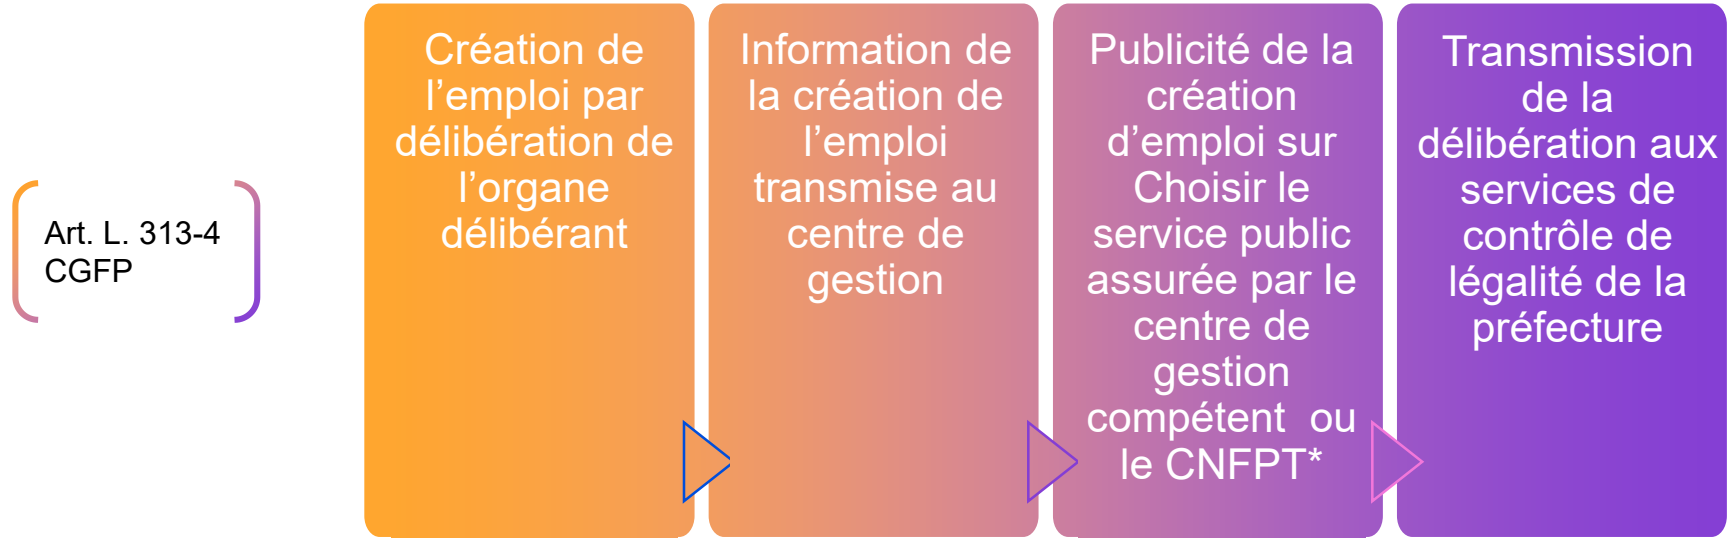 Art. L. 313-4
CGFP
Création de
l’emploi par
délibération de
l’organe
délibérant
Information de
la création de
l’emploi
transmise au
centre de
gestion
Publicité de la
création
d’emploi sur
Choisir le
service public
assurée par le
centre de
gestion
compétent  ou
le CNFPT*
Transmission
de la
délibération aux
services de
contrôle de
légalité de la
préfecture